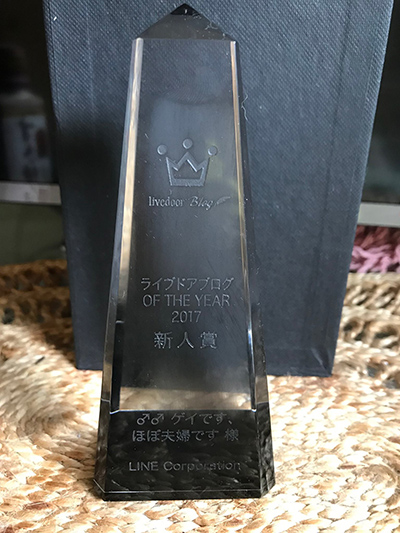 livedoor Blog
ライブドアブログ
OF THE YEAR
2017
新人賞
♂♂ ゲイです、
ほぼ夫婦です 様
LINE Corporation